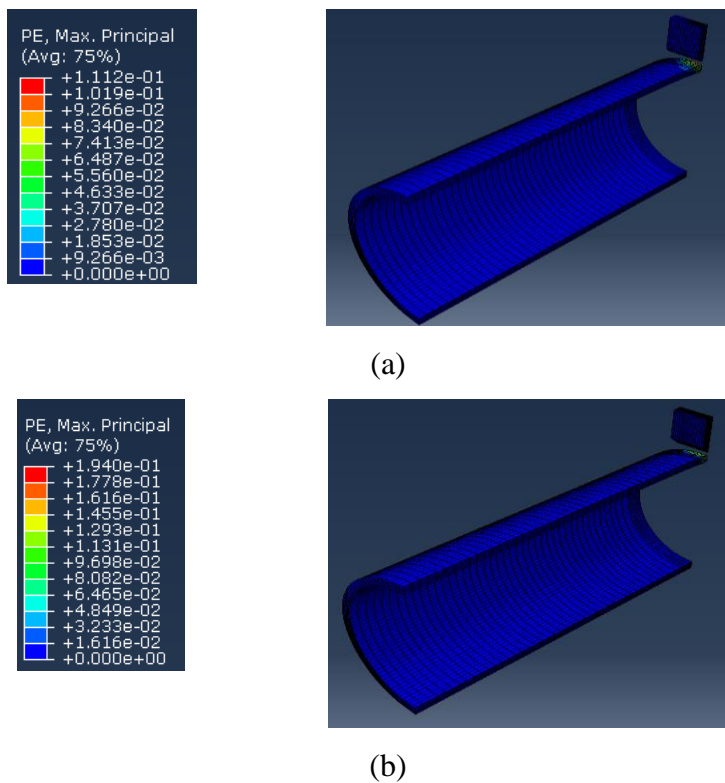 PE, Max. Principal
(Avg: 75%)
+1.112e-01
+1.019e-01
+9.266e-02
+8.340e-02
+7.413e-02
+6.487e-02
+5.560e-02
+4.633e-02
+3.707e-02
+2.780e-02
+1.853e-02
+9.266e-03
+0.000e+00
(a)
PE, Max. Principal
(Avg: 75%)
+1.940e-01
+1.778e-01
+1.616e-01
+1.455e-01
+1.293e-01
+1.131e-01
+9.698e-02
+8.082e-02
+6.465e-02
+4.849e-02
+3.233e-02
+1.616e-02
+0.000e+00
(b)